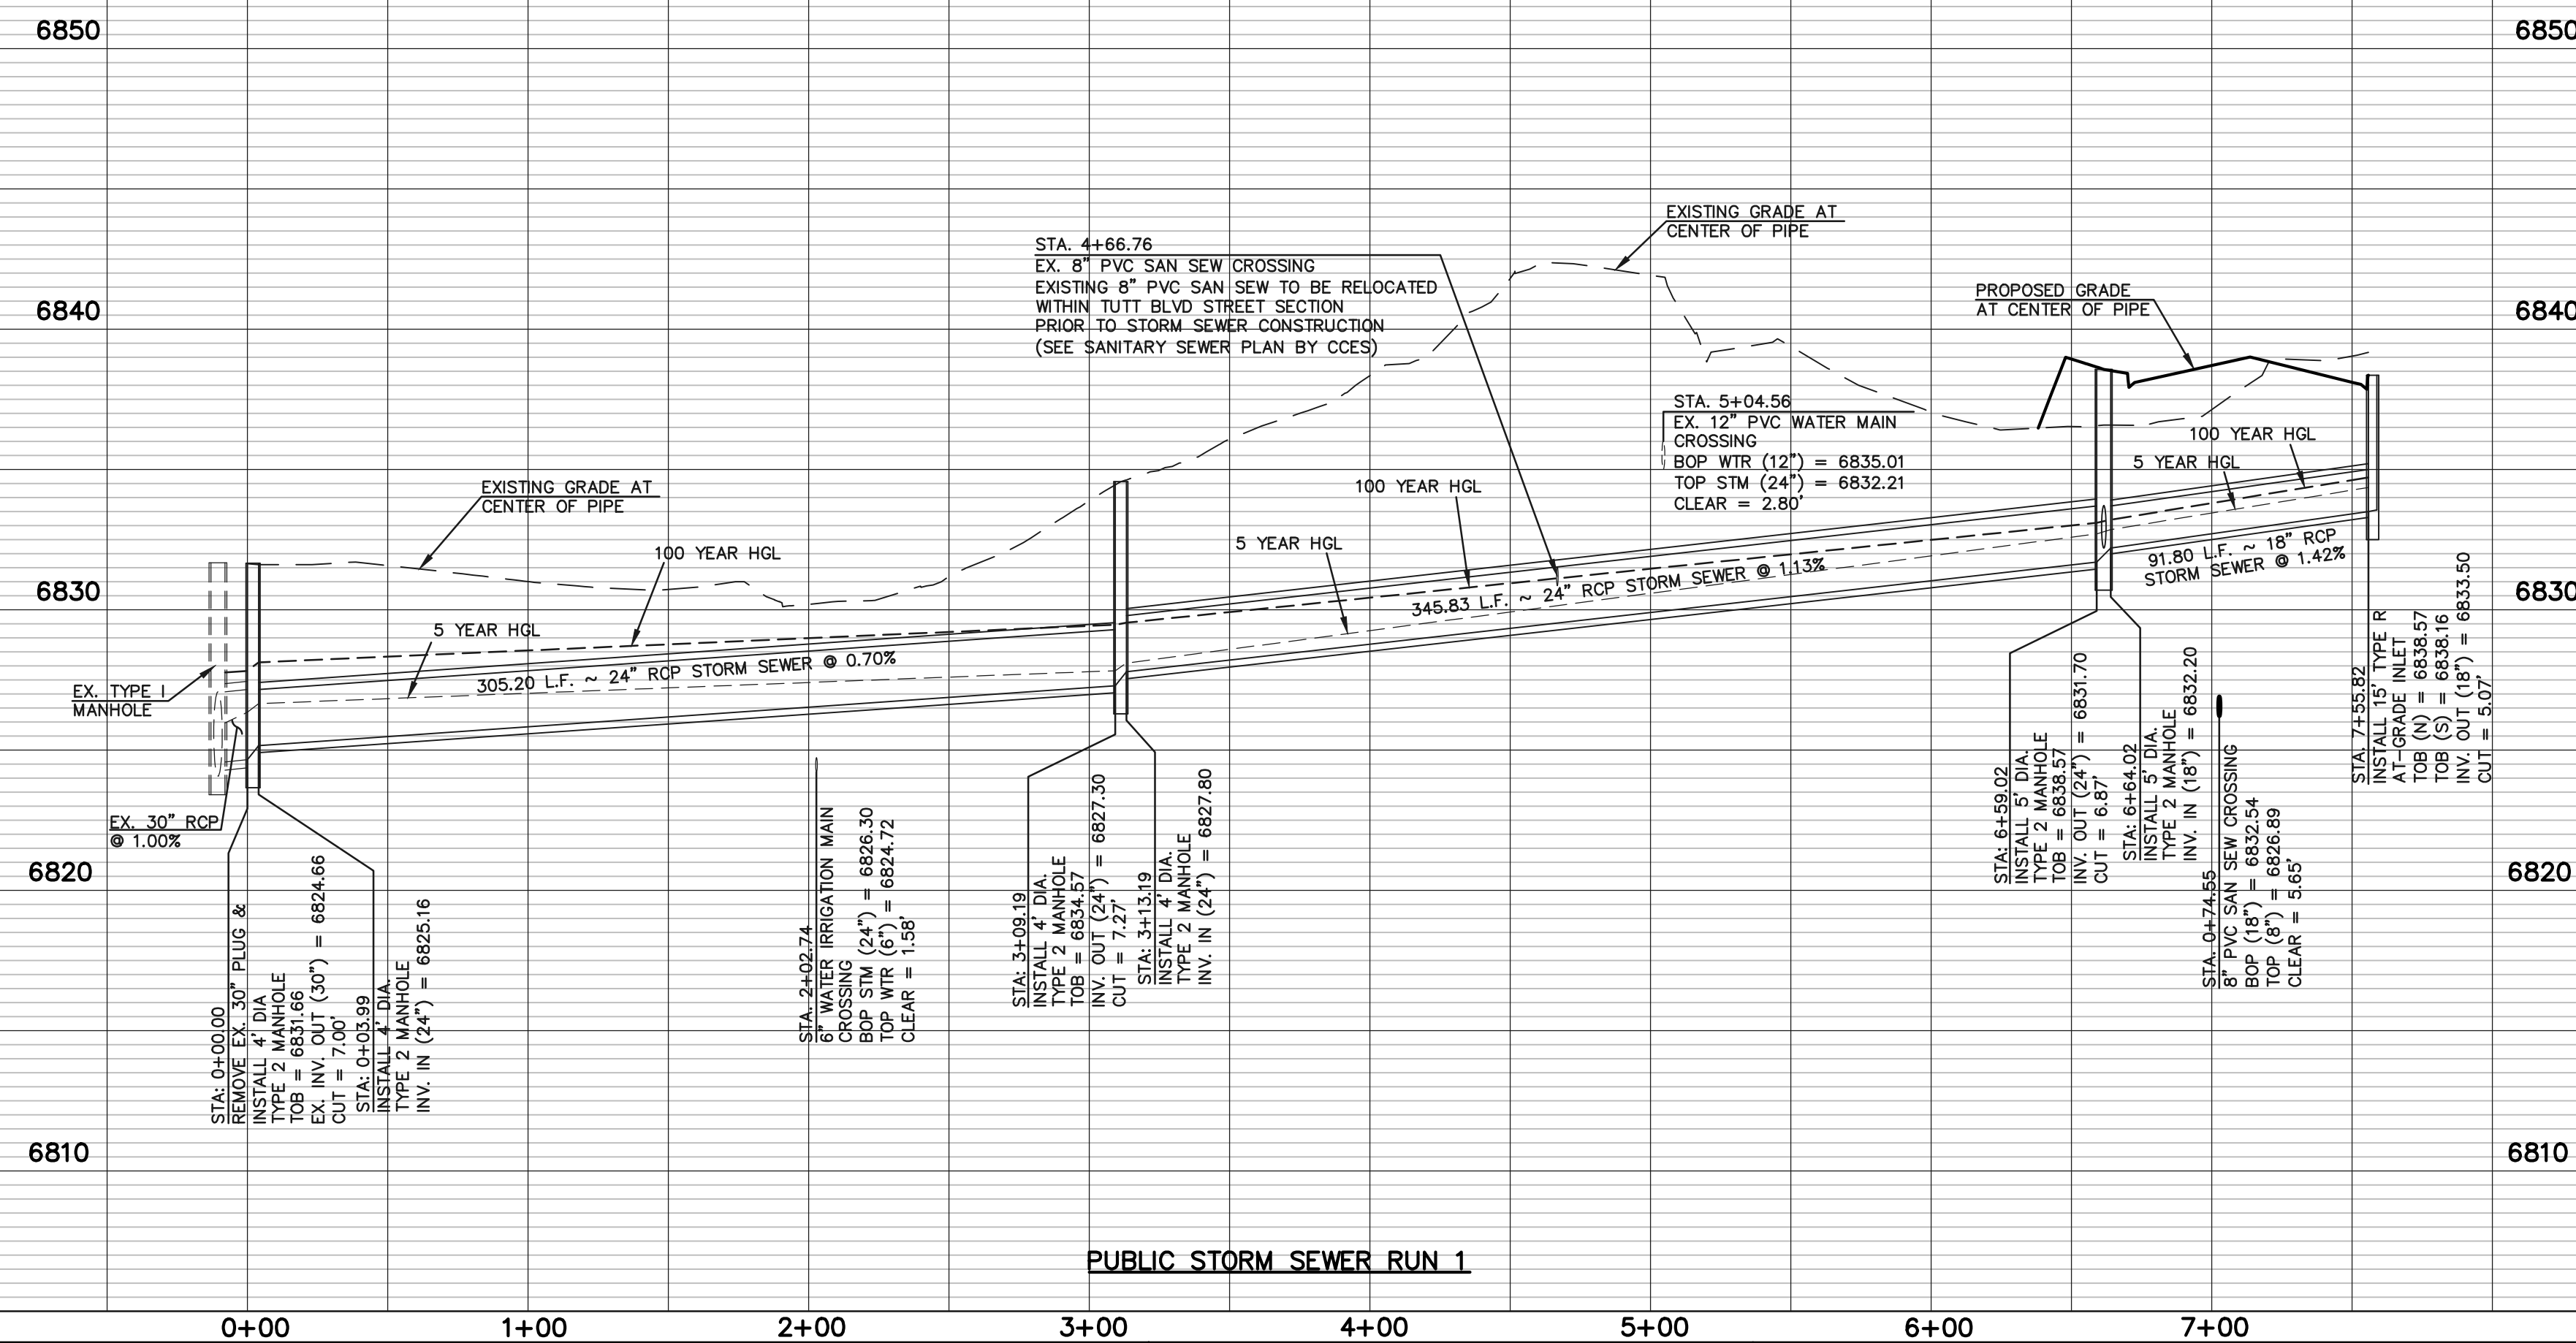 6850
6850
6840
6840
6830
6830
6820
6820
6810
6810
STA. 4+66.76
EX. 8" PVC SAN SEW CROSSING
EXISTING 8" PVC SAN SEW TO BE RELOCATED
WITHIN TUTT BLVD STREET SECTION
PRIOR TO STORM SEWER CONSTRUCTION
(SEE SANITARY SEWER PLAN BY CCES)
EXISTING GRADE AT
CENTER OF PIPE
PROPOSED GRADE
AT CENTER OF PIPE
STA. 5+04.56
EX. 12" PVC WATER MAIN
CROSSING
BOP WTR (12") = 6835.01
TOP STM (24") = 6832.21
CLEAR = 2.80'
100 YEAR HGL
5 YEAR HGL
EXISTING GRADE AT
CENTER OF PIPE
100 YEAR HGL
5 YEAR HGL
100 YEAR HGL
5 YEAR HGL
305.20 L.F. ~ 24" RCP STORM SEWER @ 0.70%
345.83 L.F. ~ 24" RCP STORM SEWER @ 1.13%
91.80 L.F. ~ 18" RCP
STORM SEWER @ 1.42%
EX. TYPE I
MANHOLE
EX. 30" RCP
@ 1.00%
STA: 0+00.00
REMOVE EX. 30" PLUG &
INSTALL 4' DIA
TYPE 2 MANHOLE
TOB = 6831.66
EX. INV. OUT (30") = 6824.66
CUT = 7.00'
STA: 0+03.99
INSTALL 4' DIA.
TYPE 2 MANHOLE
INV. IN (24") = 6825.16
STA. 2+02.74
6" WATER IRRIGATION MAIN
CROSSING
BOP STM (24") = 6826.30
TOP WTR (6") = 6824.72
CLEAR = 1.58'
STA: 3+09.19
INSTALL 4' DIA.
TYPE 2 MANHOLE
TOB = 6834.57
INV. OUT (24") = 6827.30
CUT = 7.27'
STA: 3+13.19
INSTALL 4' DIA.
TYPE 2 MANHOLE
INV. IN (24") = 6827.80
STA: 6+59.02
INSTALL 5' DIA.
TYPE 2 MANHOLE
TOB = 6838.57
INV. OUT (24") = 6831.70
CUT = 6.87'
STA: 6+64.02
INSTALL 5' DIA.
TYPE 2 MANHOLE
INV. IN (18") = 6832.20
STA. 0+74.55
8" PVC SAN SEW CROSSING
BOP (18") = 6832.54
TOP (8") = 6826.89
CLEAR = 5.65'
STA. 7+55.82
INSTALL 15' TYPE R
AT-GRADE INLET
TOB (N) = 6838.57
TOB (S) = 6838.16
INV. OUT (18") = 6833.50
CUT = 5.07'
PUBLIC STORM SEWER RUN 1
0+00
1+00
2+00
3+00
4+00
5+00
6+00
7+00